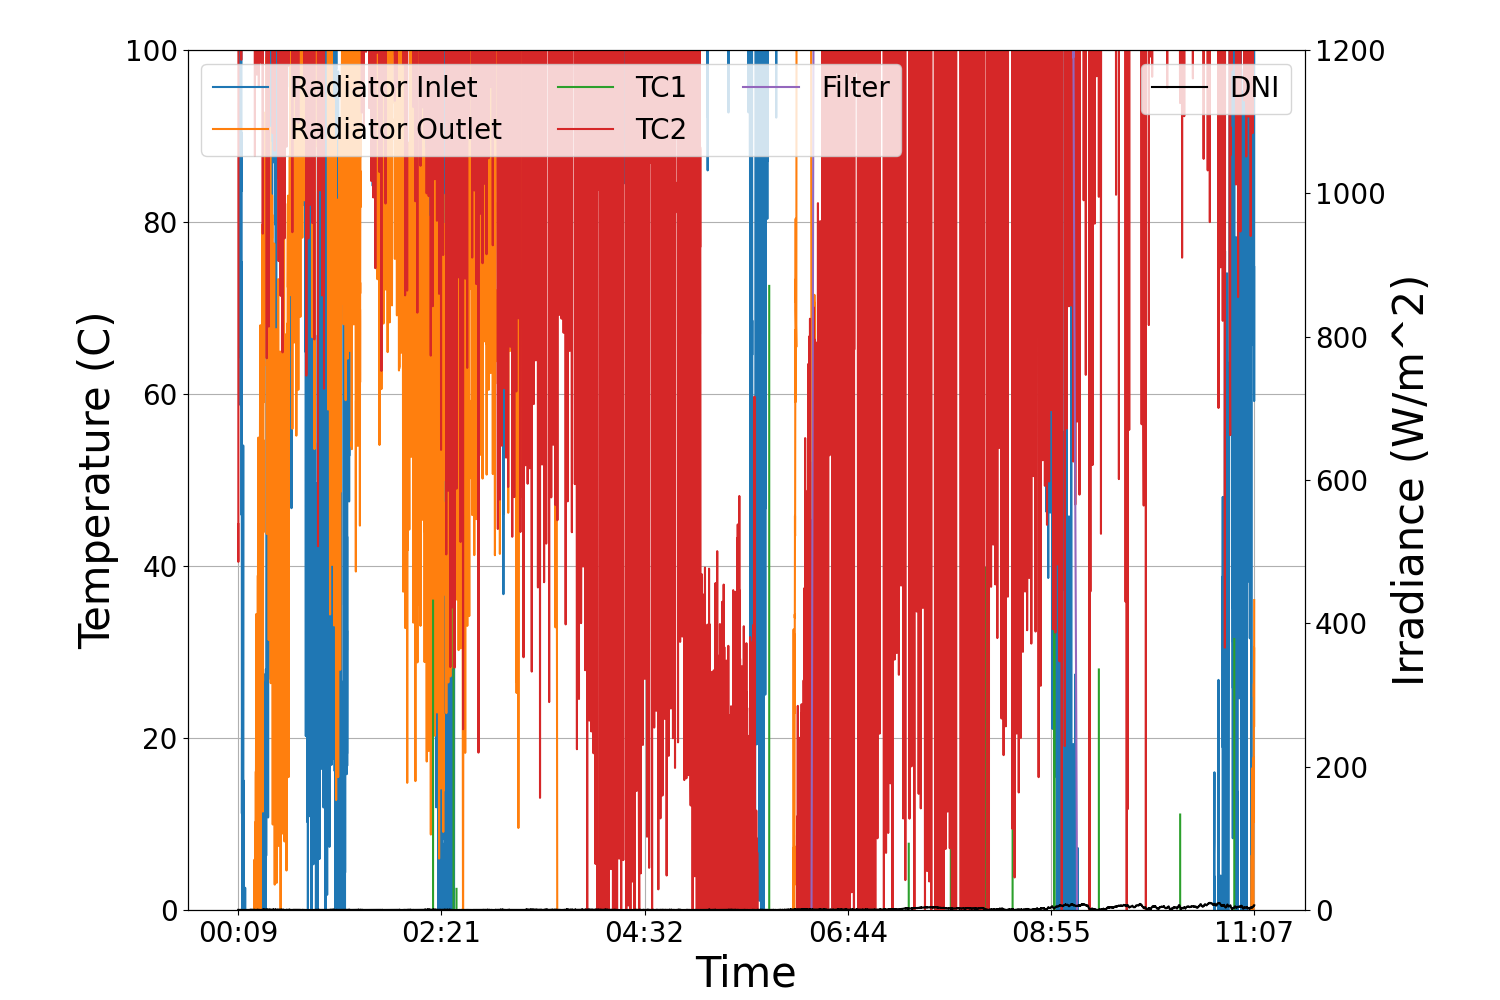 100
80
60
40
20
0
Temperature (C)
Radiator Inlet
Radiator Outlet
TC1
TC2
Filter
DNI
1200
1000
800
600
400
200
0
Irradiance (W/m^2)
00:09 02:21 04:32 06:44 08:55 11:07
Time